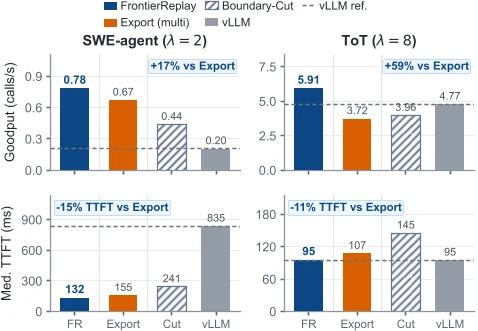 FrontierReplay
Boundary-Cut
vLLM ref.
Export (multi)
vLLM
SWE-agent (λ = 2)
ToT (λ = 8)
Goodput (calls/s)
0.9
0.6
0.3
0.0
+17% vs Export
0.78
0.67
0.44
0.20
7.5
5.0
2.5
0.0
+59% vs Export
5.91
3.72
3.96
4.77
Med. TTFT (ms)
900
600
300
0
-15% TTFT vs Export
132
155
241
835
FR
Export
Cut
vLLM
180
120
60
0
-11% TTFT vs Export
95
107
145
95
FR
Export
Cut
vLLM